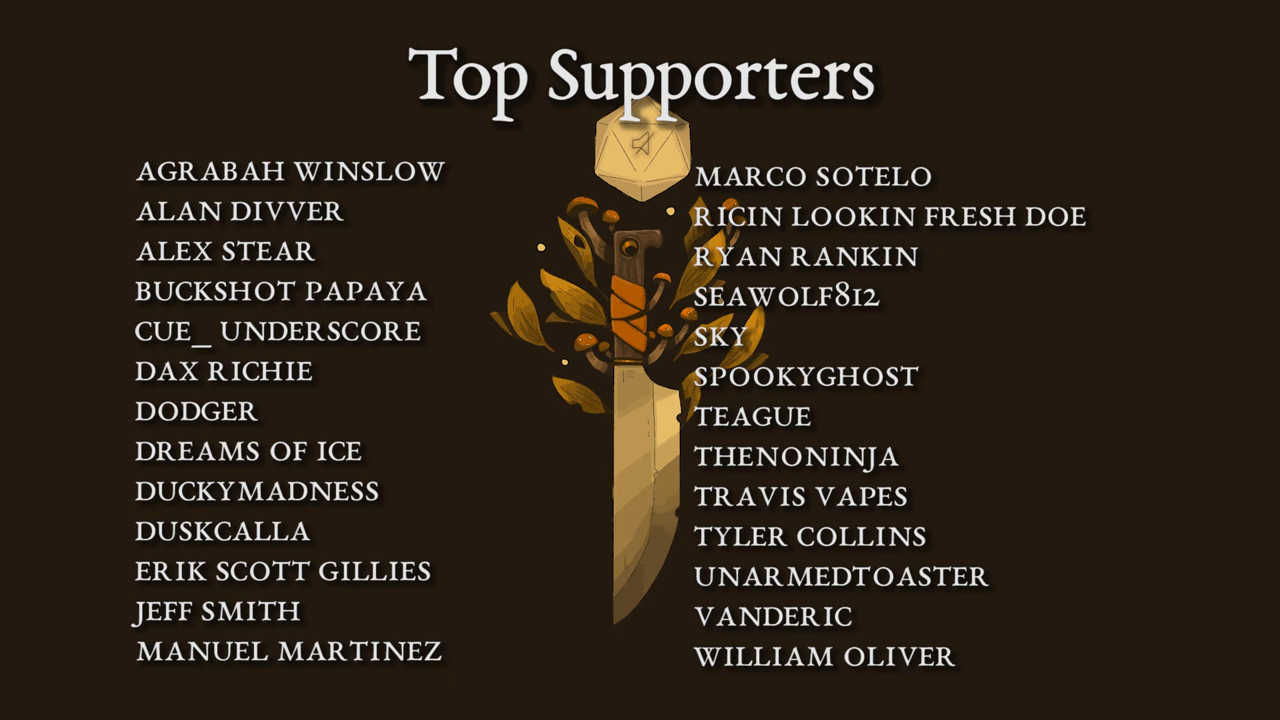 Top Supporters
AGRABAH WINSLOW
ALAN DIVVER
ALEX STEAR
BUCKSHOT PAPAYA
CUE_ UNDERSCORE
DAX RICHIE
DODGER
DREAMS OF ICE
DUCKYMADNESS
DUSKCALLA
ERIK SCOTT GILLIES
JEFF SMITH
MANUEL MARTINEZ
MARCO SOTELO
RICIN LOOKIN FRESH DOE
RYAN RANKIN
SEAWOLF812
SKY
SPOOKYGHOST
TEAGUE
THENONINJA
TRAVIS VAPES
TYLER COLLINS
UNARMEDTOASTER
VANDERIC
WILLIAM OLIVER